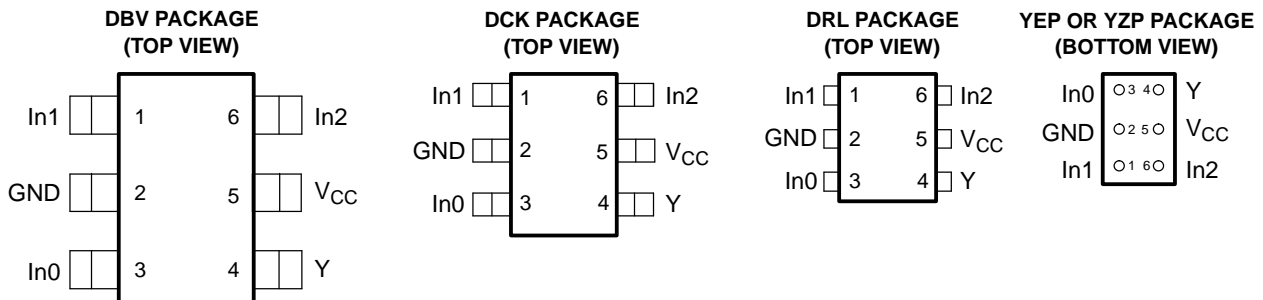 DBV PACKAGE
(TOP VIEW)
In1 1 6 In2
GND 2 5 VCC
In0 3 4 Y
DCK PACKAGE
(TOP VIEW)
In1 1 6 In2
GND 2 5 VCC
In0 3 4 Y
DRL PACKAGE
(TOP VIEW)
In1 1 6 In2
GND 2 5 VCC
In0 3 4 Y
YEP OR YZP PACKAGE
(BOTTOM VIEW)
In0 3 4 Y
GND 2 5 VCC
In1 1 6 In2